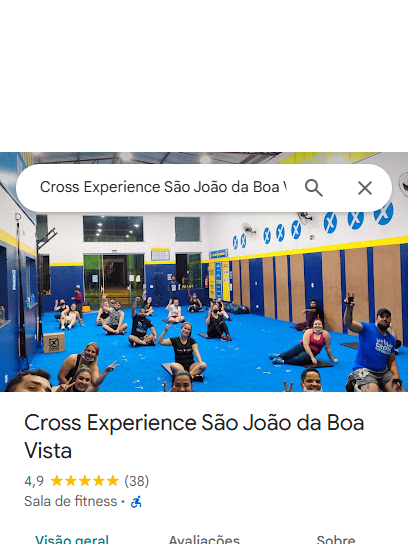 Cross Experience São João da Boa V
Cross Experience São João da Boa
Vista
4,9 ★★★★★ (38)
Sala de fitness ·
Visão geral Avaliações Sobre